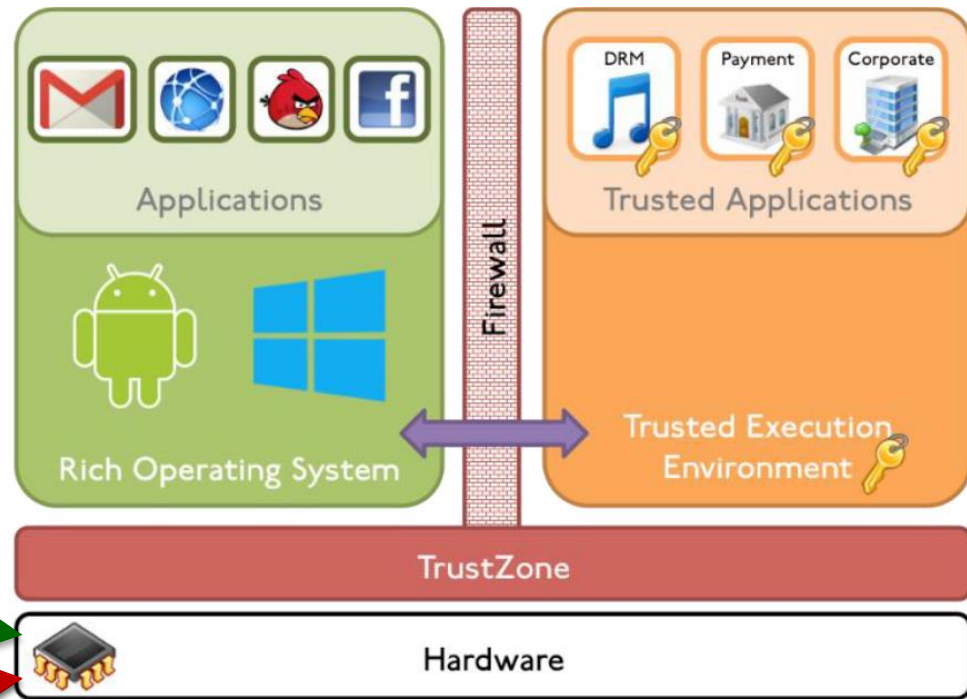 DRM
Payment
Corporate
Applications
Trusted Applications
Firewall
Rich Operating System
Trusted Execution
Environment
TrustZone
Hardware